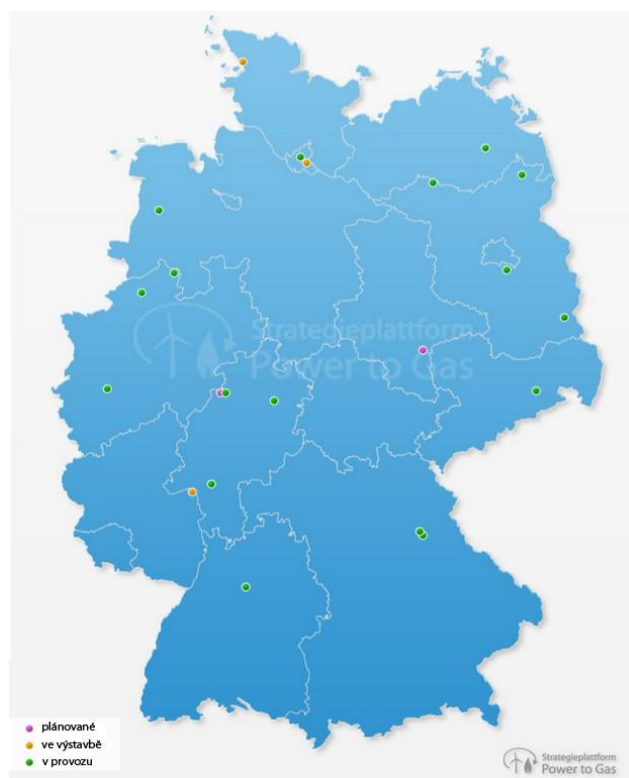 Strategieplattform
Power to Gas
plánované
ve výstavbě
v provozu
Strategieplattform
Power to Gas